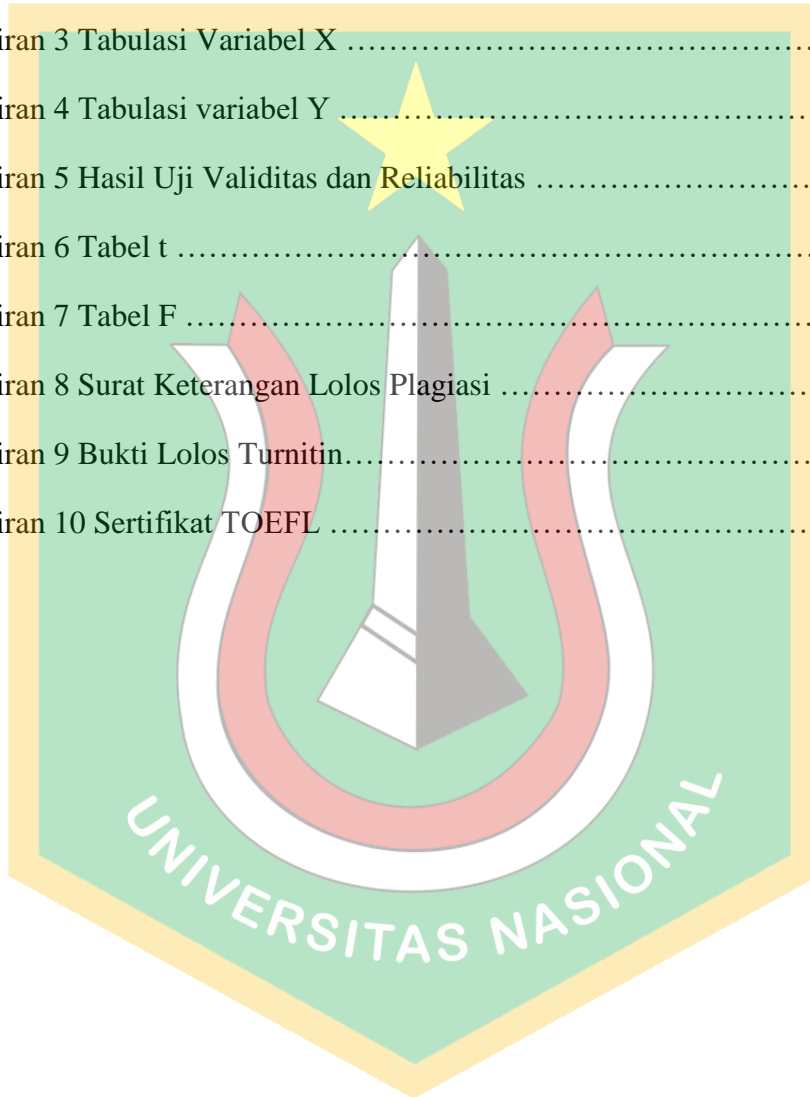 iran 3 Tabulasi Variabel X ……………………………………………
iran 4 Tabulasi variabel Y ……………………………………………
iran 5 Hasil Uji Validitas dan Reliabilitas …………………………
iran 6 Tabel t …………………………………………………………
iran 7 Tabel F …………………………………………………………
iran 8 Surat Keterangan Lolos Plagiasi ……………………………
iran 9 Bukti Lolos Turnitin……………………………………………
iran 10 Sertifikat TOEFL ……………………………………………
UNIVERSITAS NASIONAL